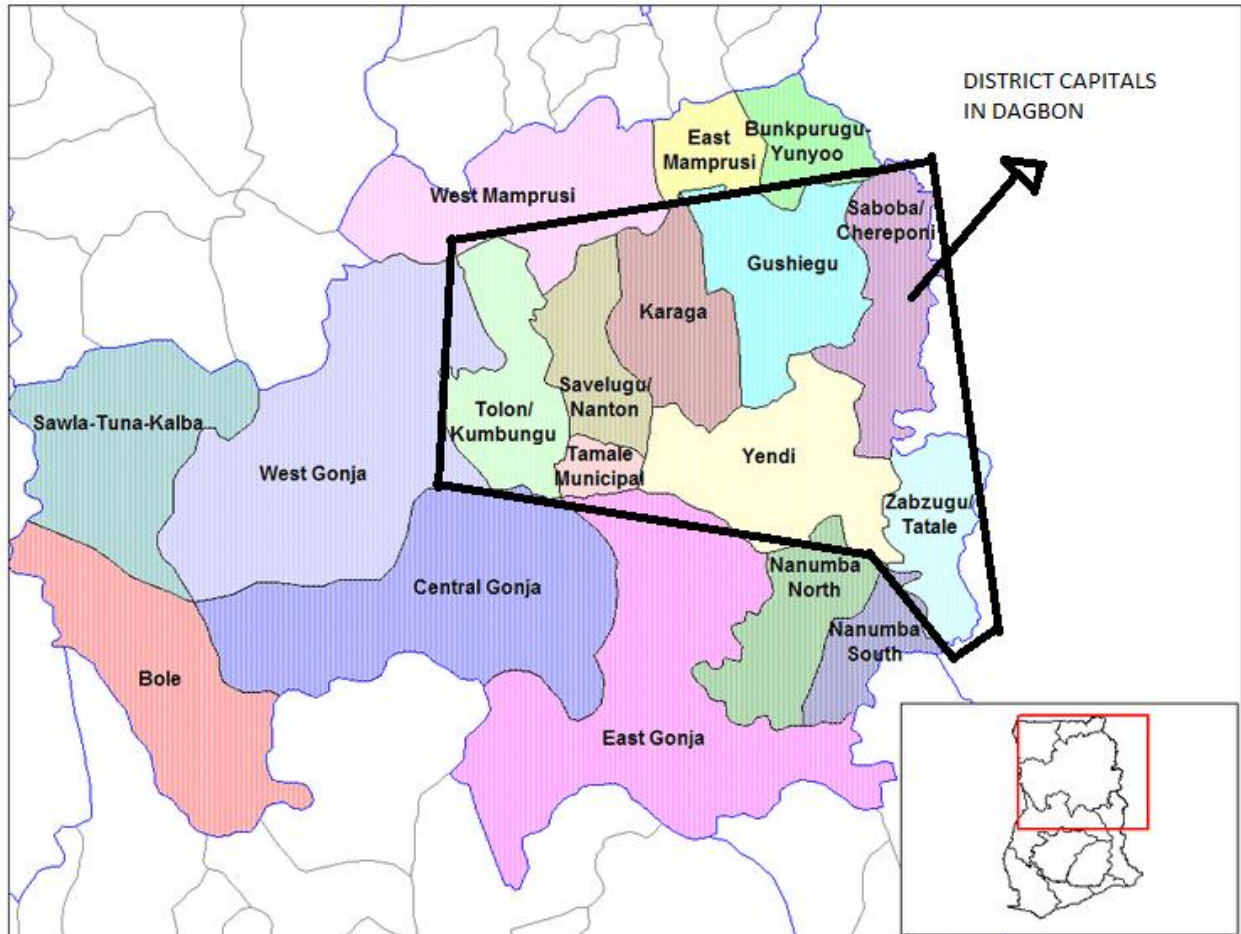 DISTRICT CAPITALS
IN DAGBON
Bunkpurugu-
Yunyoo
East
Mamprusi
West Mamprusi
Saboba/
Chereponi
Gushiegu
Karaga
Savelugu/
Nanton
Tolon/
Kumbungu
Sawla-Tuna-Kalba
West Gonja
Tamale
Municipal
Yendi
Zabzugu/
Tatale
Nanumba
North
Central Gonja
Nanumba
South
Bole
East Gonja